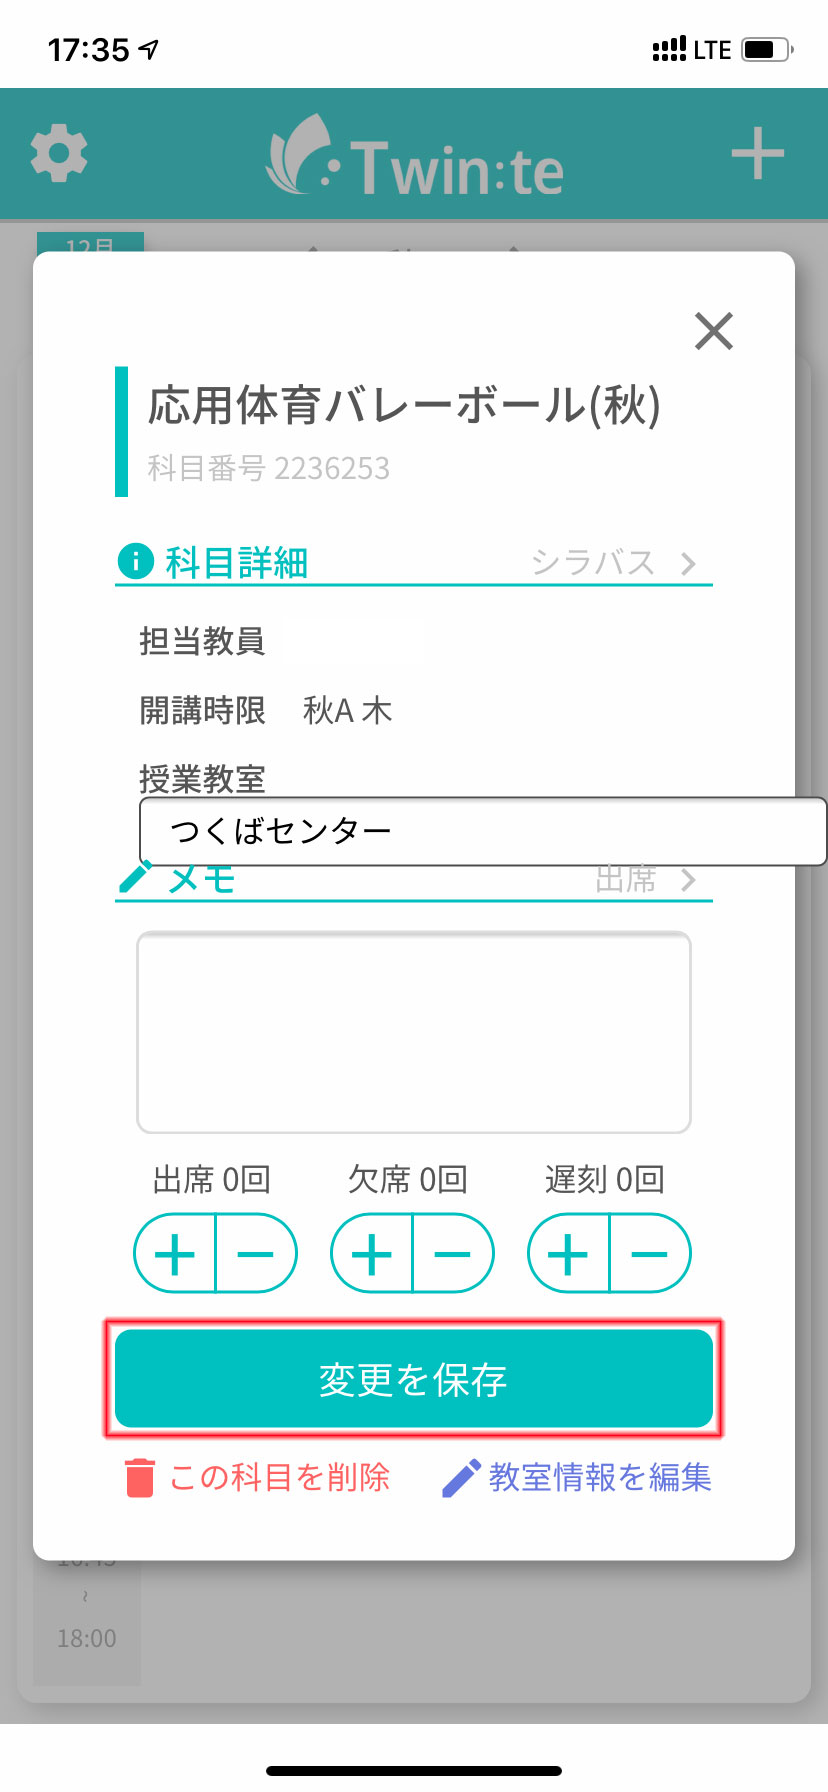 17:35 LTE
Twin:te
12月
応用体育バレーボール(秋)
科目番号 2236253
科目詳細 シラバス
担当教員
開講時限 秋A 木
授業教室
つくばセンター
メモ 出席
出席 0回 欠席 0回 遅刻 0回
変更を保存
この科目を削除 教室情報を編集
~
18:00